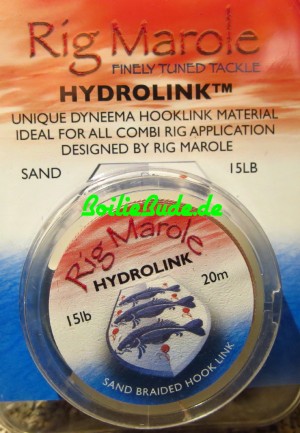 Rig Marole
FINELY TUNED TACKLE
HYDROLINK™
UNIQUE DYNEEMA HOOKLINK MATERIAL
IDEAL FOR ALL COMBI RIG APPLICATION
DESIGNED BY RIG MAROLE
SAND 15LB
BoilieBude.de
Rig Marole
HYDROLINK
15lb 20m
SAND BRAIDED HOOK LINK